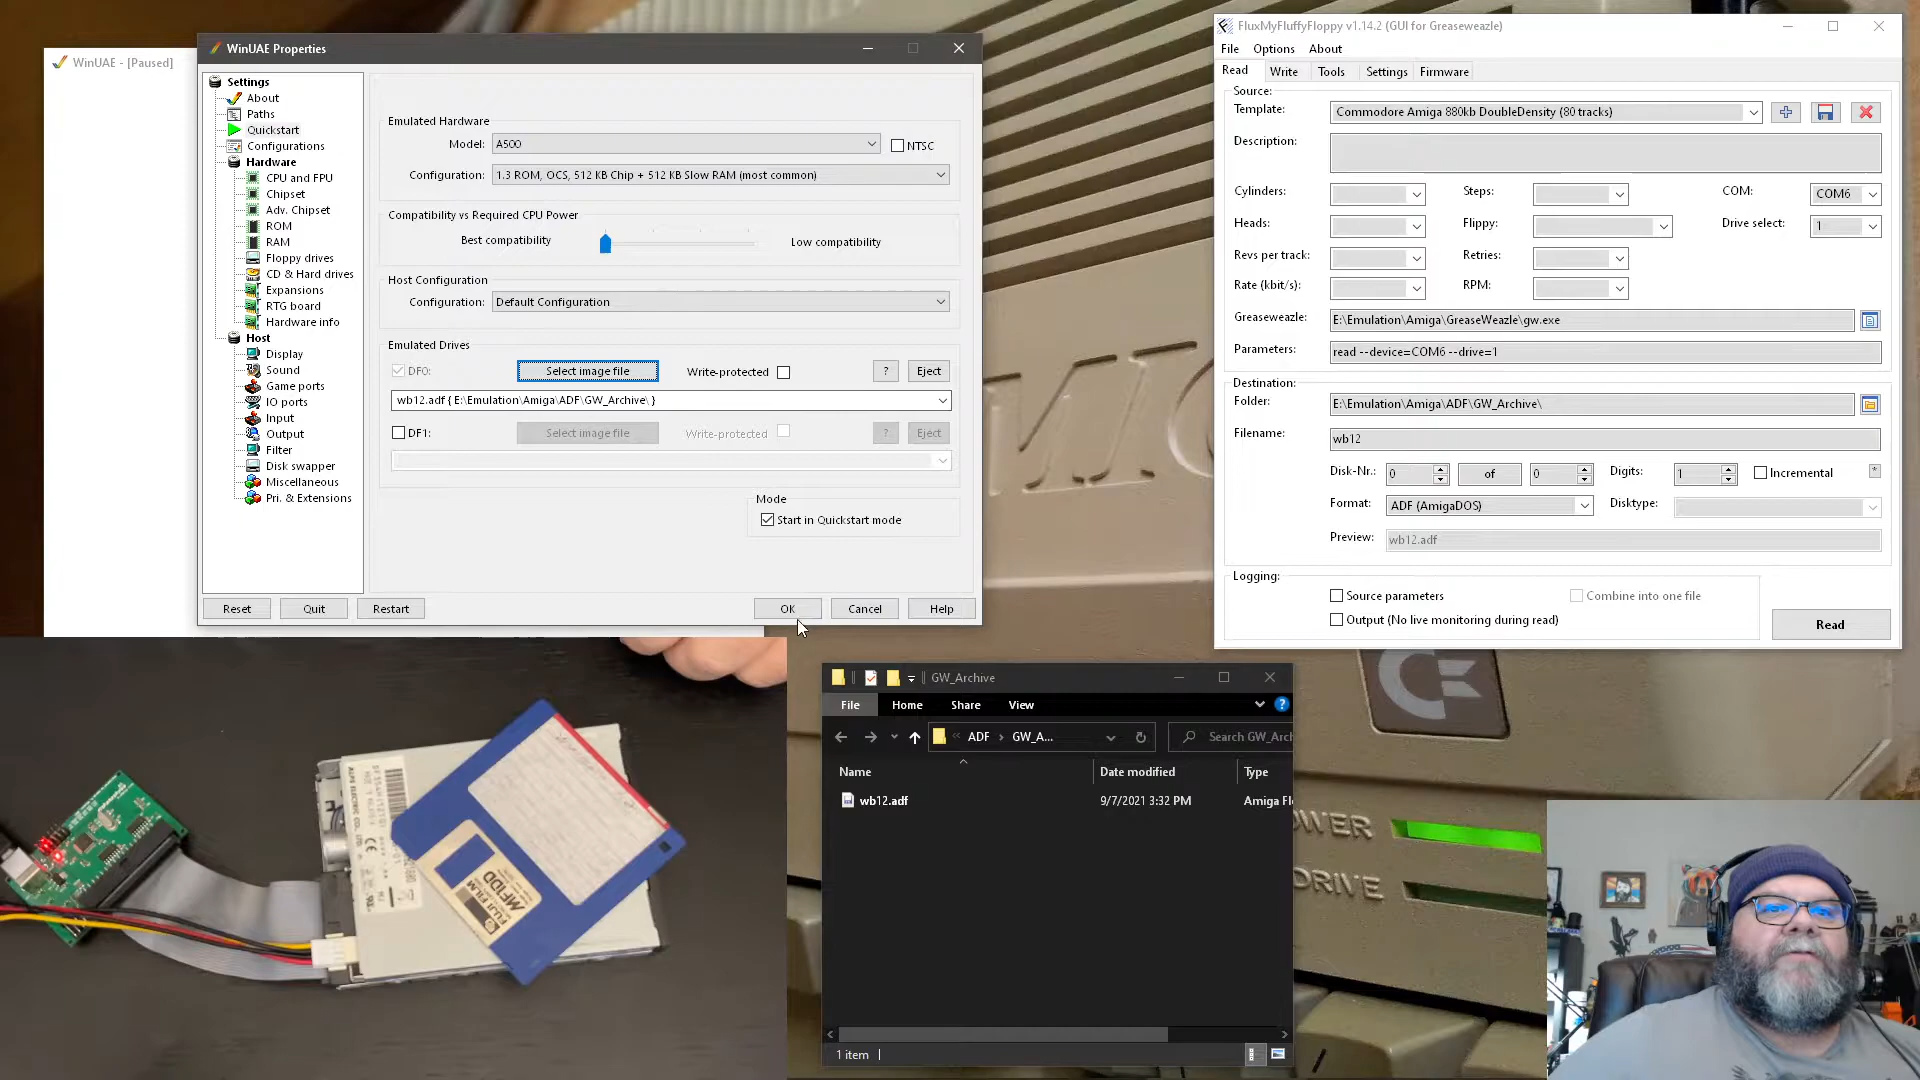 WinUAE - [Paused]
WinUAE Properties
Settings
About
Paths
Quickstart
Configurations
Hardware
CPU and FPU
Chipset
Adv. Chipset
ROM
RAM
Floppy drives
CD & Hard drives
Expansions
RTG board
Hardware info
Host
Display
Sound
Game ports
IO ports
Input
Output
Filter
Disk swapper
Miscellaneous
Pri. & Extensions
Emulated Hardware
Model: A500 NTSC
Configuration: 1.3 ROM, OCS, 512 KB Chip + 512 KB Slow RAM (most common)
Compatibility vs Required CPU Power
Best compatibility Low compatibility
Host Configuration
Configuration: Default Configuration
Emulated Drives
DF0: Select image file Write-protected ? Eject
wb12.adf { E:\Emulation\Amiga\ADF\GW_Archive\ }
DF1: Select image file Write-protected ? Eject
Mode
Start in Quickstart mode
Reset Quit Restart OK Cancel Help
FluxMyFluffyFloppy v1.14.2 (GUI for Greaseweazle)
File Options About
Read Write Tools Settings Firmware
Source:
Template: Commodore Amiga 880kb DoubleDensity (80 tracks)
Description:
Cylinders: Steps: COM: COM6
Heads: Flippy: Drive select: 1
Revs per track: Retries:
Rate (kbit/s): RPM:
Greaseweazle: E:\Emulation\Amiga\GreaseWeazle\gw.exe
Parameters: read --device=COM6 --drive=1
Destination:
Folder: E:\Emulation\Amiga\ADF\GW_Archive\
Filename: wb12
Disk-Nr.: 0 of 0 Digits: 1 Incremental *
Format: ADF (AmigaDOS) Disktype:
Preview: wb12.adf
Logging:
Source parameters Combine into one file
Output (No live monitoring during read)
Read
GW_Archive
File Home Share View ?
« ADF › GW_A... Search GW_Arch
Name Date modified Type
wb12.adf 9/7/2021 3:32 PM Amiga Fl
1 item
POWER
DRIVE
FUJI FILM
MF1DD